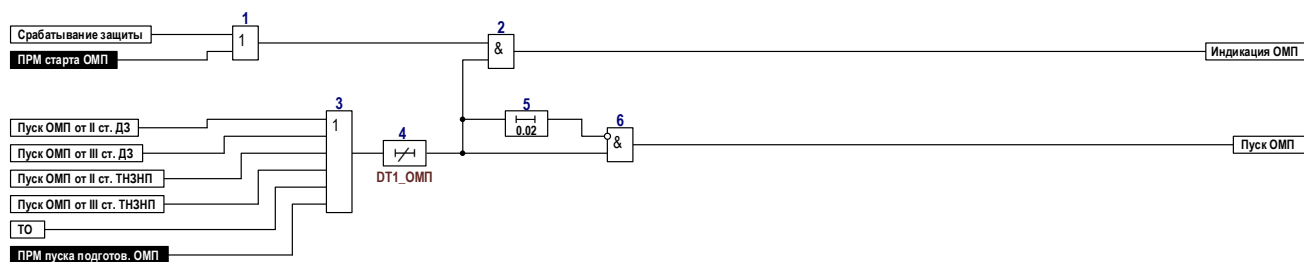 1
Срабатывание защиты
1
ПРМ старта ОМП
2
&
Индикация ОМП
3
Пуск ОМП от II ст. ДЗ
1
Пуск ОМП от III ст. ДЗ
Пуск ОМП от II ст. ТНЗНП
Пуск ОМП от III ст. ТНЗНП
ТО
ПРМ пуска подготов. ОМП
4
DT1_ОМП
5
0.02
6
&
Пуск ОМП